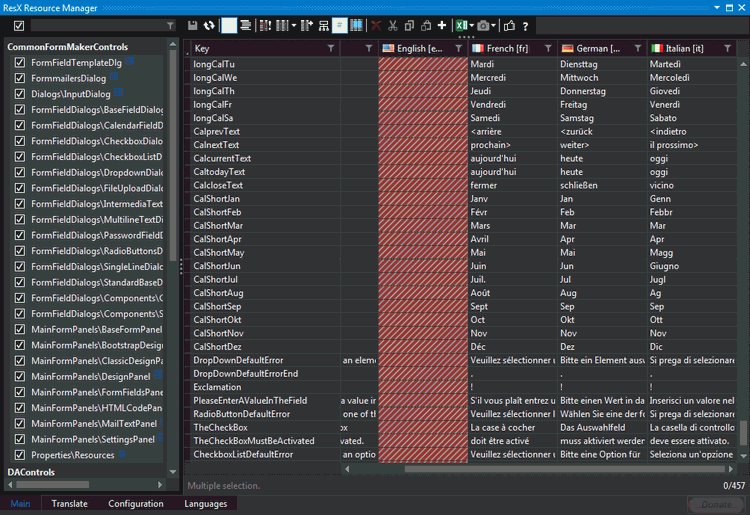 ResX Resource Manager
CommonFormMakerControls
FormFieldTemplateDlg
FormmailersDialog
Dialogs\InputDialog
FormFieldDialogs\BaseFieldDialog
FormFieldDialogs\CalendarFieldD
FormFieldDialogs\CheckboxDialo
FormFieldDialogs\CheckboxListD
FormFieldDialogs\DropdownDialo
FormFieldDialogs\FileUploadDialo
FormFieldDialogs\IntermediaText
FormFieldDialogs\MultilineTextDi
FormFieldDialogs\PasswordFieldD
FormFieldDialogs\RadioButtonsD
FormFieldDialogs\SingleLineDialo
FormFieldDialogs\StandardBaseD
FormFieldDialogs\Components\C
FormFieldDialogs\Components\S
MainFormPanels\BaseFormPanel
MainFormPanels\BootstrapDesign
MainFormPanels\ClassicDesignPa
MainFormPanels\DesignPanel
MainFormPanels\FormFieldsPane
MainFormPanels\HTMLCodePan
MainFormPanels\MailTextPanel
MainFormPanels\SettingsPanel
Properties\Resources
DAControls
Key English [e... French [fr] German [... Italian [it]
longCalTu Mardi Diensttag Martedì
longCalWe Mercredi Mittwoch Mercoledì
longCalTh Jeudi Donnerstag Giovedi
longCalFr Vendredi Freitag Venerdì
longCalSa Samedi Samstag Sabato
CalprevText <arrière <zurück <indietro
CalnextText prochain> weiter> il prossimo>
CalcurrentText aujourd'hui heute oggi
CaltodayText aujourd'hui heute oggi
CalcloseText fermer schließen vicino
CalShortJan Janv Jan Genn
CalShortFeb Févr Feb Febbr
CalShortMar Mars Mar Mar
CalShortApr Avril Apr Apr
CalShortMay Mai Mai Magg
CalShortJun Juin Jun Giugno
CalShortJul Juil. Jul Jugl
CalShortAug Août Aug Ag
CalShortSep Sept Sep Sett
CalShortOkt Oct Okt Ott
CalShortNov Nov Nov Nov
CalShortDez Déc Dez Dic
DropDownDefaultError an elem Veuillez sélectionner u Bitte ein Element ausw Si prega di selezionare
DropDownDefaultErrorEnd . . .
Exclamation ! ! !
PleaseEnterAValueInTheField a value in S'il vous plaît entrez u Bitte einen Wert in da Inserisci un valore nel
RadioButtonDefaultError one of th Veuillez sélectionner l Wählen Sie eine der fo Si prega di selezionare
TheCheckBox La case à cocher Das Auswahlfeld La casella di controllo
TheCheckBoxMustBeActivated vated. doit être activé muss aktiviert werden deve essere attivato.
CheckboxListDefaultError an option Veuillez sélectionner u Bitte eine Option für Seleziona un'opzione
Multiple selection. 0/457
Main Translate Configuration Languages Donate